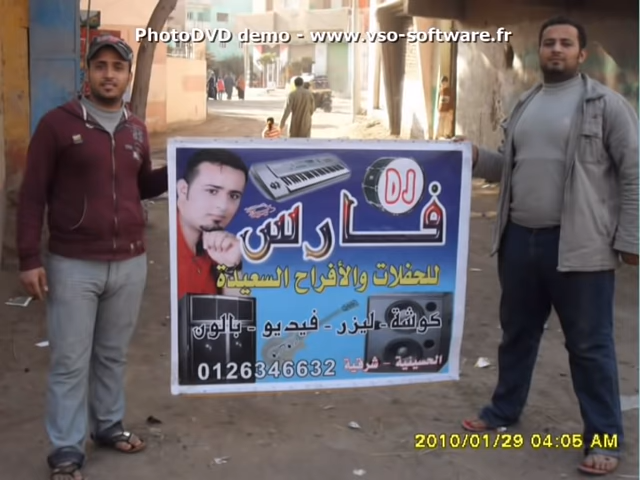 PhotoDVD demo - www.vso-software.fr
DJ
فارس
للحفلات والأفراح السعيدة
كوشة - ليزر - فيديو - بالون
الحسينية - شرقية
0126346632
2010/01/29 04:05 AM